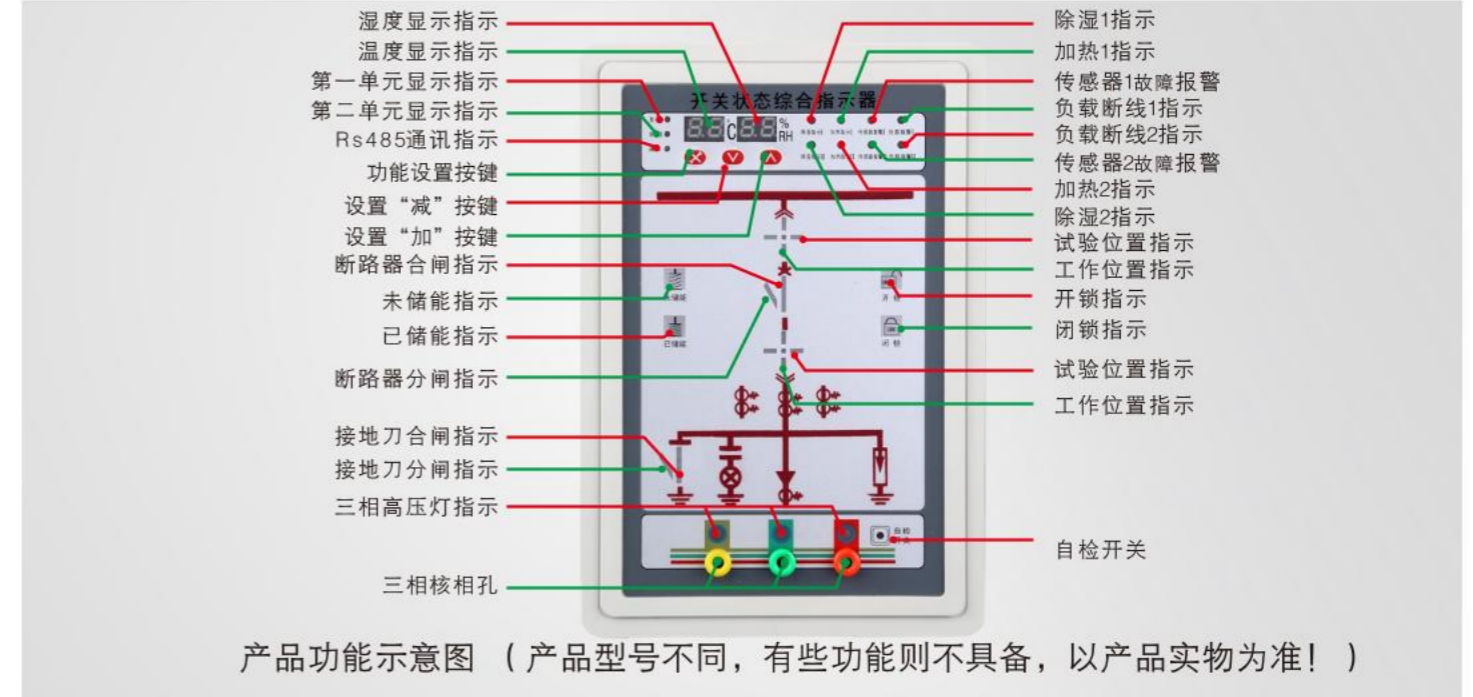 湿度显示指示
温度显示指示
第一单元显示指示
第二单元显示指示
Rs485通讯指示
功能设置按键
设置“减”按键
设置“加”按键
断路器合闸指示
未储能指示
已储能指示
断路器分闸指示
接地刀合闸指示
接地刀分闸指示
三相高压灯指示
三相核相孔
开关状态综合指示器
8.8. °C 8.8. % RH
储能
已储能
开锁
闭锁
自检
开关
除湿1指示
加热1指示
传感器1故障报警
负载断线1指示
负载断线2指示
传感器2故障报警
加热2指示
除湿2指示
试验位置指示
工作位置指示
开锁指示
闭锁指示
试验位置指示
工作位置指示
自检开关
产品功能示意图 （产品型号不同，有些功能则不具备，以产品实物为准！）